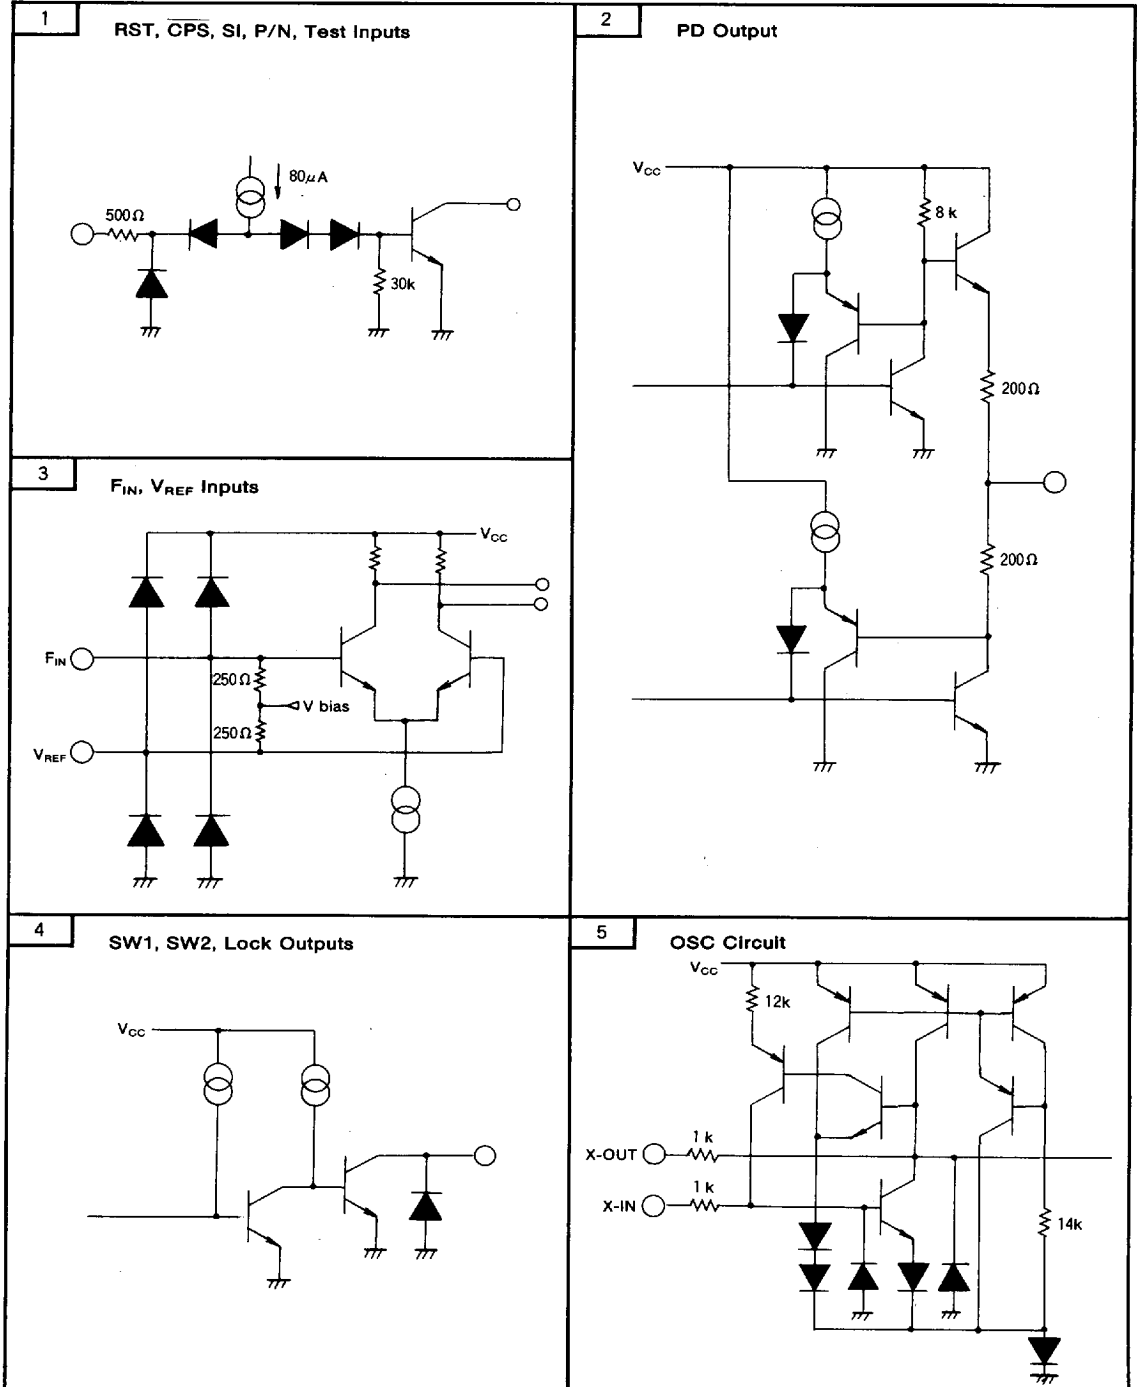 1
RST, C̅P̅S̅, SI, P/N, Test Inputs
80μA
500Ω
30k
2
PD Output
VCC
8 k
200Ω
200Ω
3
FIN, VREF Inputs
VCC
FIN
250Ω
V bias
250Ω
VREF
4
SW1, SW2, Lock Outputs
VCC
5
OSC Circuit
VCC
12k
1 k
X-OUT
1 k
X-IN
14k